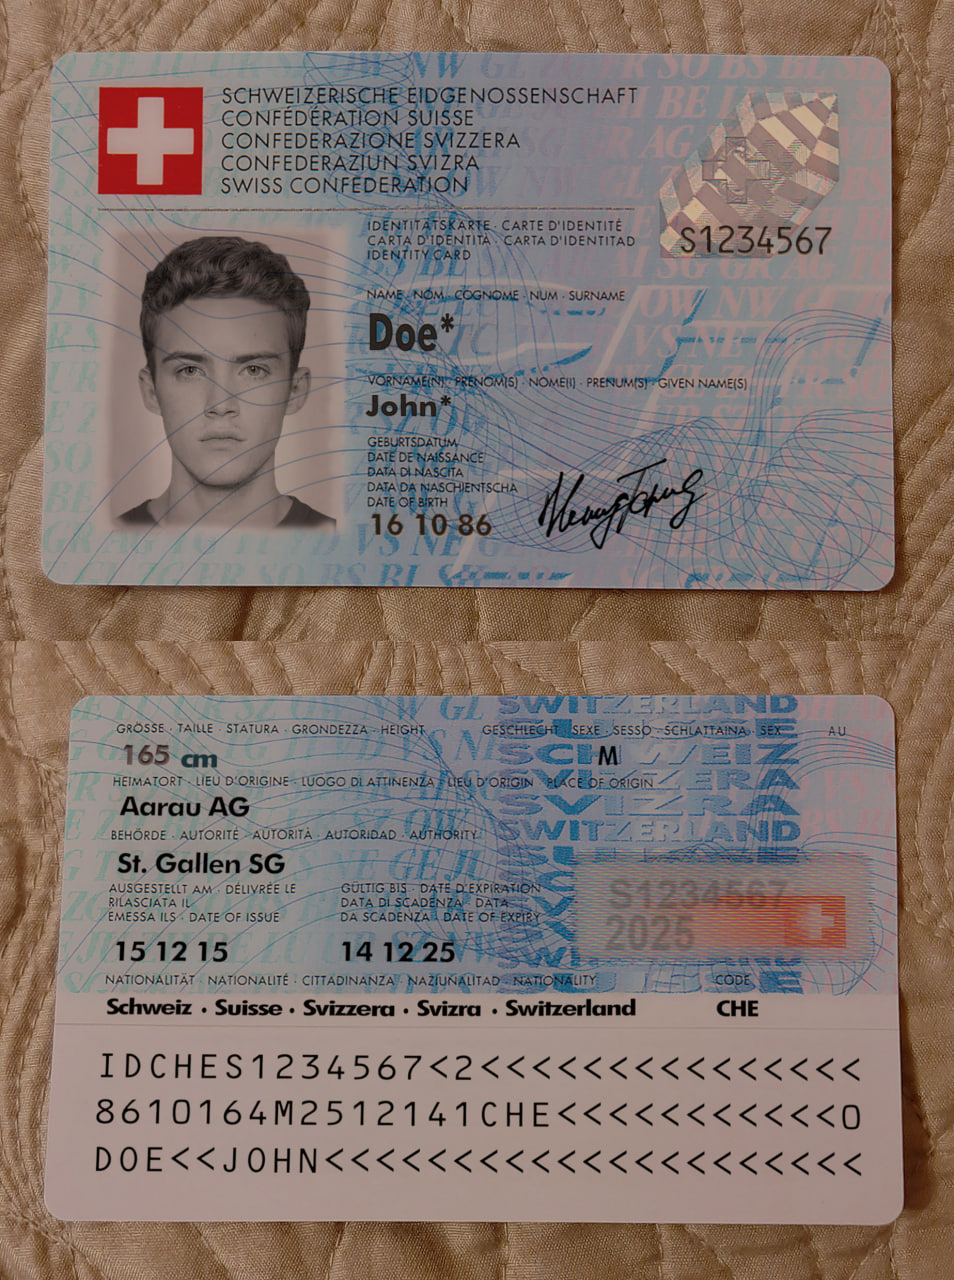 SCHWEIZERISCHE EIDGENOSSENSCHAFT
CONFÉDÉRATION SUISSE
CONFEDERAZIONE SVIZZERA
CONFEDERAZIUN SVIZRA
SWISS CONFEDERATION
IDENTITÄTSKARTE · CARTE D'IDENTITÉ
CARTA D'IDENTITÀ · CARTA D'IDENTITAD
IDENTITY CARD
S1234567
NAME · NOM · COGNOME · NUM · SURNAME
Doe*
VORNAME(N) · PRÉNOM(S) · NOME(I) · PRENUM(S) · GIVEN NAME(S)
John*
GEBURTSDATUM
DATE DE NAISSANCE
DATA DI NASCITA
DATA DA NASCHIENTSCHA
DATE OF BIRTH
16 10 86
GRÖSSE · TAILLE · STATURA · GRONDEZZA · HEIGHT
GESCHLECHT · SEXE · SESSO · SCHLATTAINA · SEX
AU
165 cm
M
HEIMATORT · LIEU D'ORIGINE · LUOGO DI ATTINENZA · LIEU D'ORIGIN · PLACE OF ORIGIN
Aarau AG
BEHÖRDE · AUTORITÉ · AUTORITÀ · AUTORIDAD · AUTHORITY
St. Gallen SG
AUSGESTELLT AM · DÉLIVRÉE LE
RILASCIATA IL
EMESSA ILS · DATE OF ISSUE
15 12 15
GÜLTIG BIS · DATE D'EXPIRATION
DATA DI SCADENZA · DATA
DA SCADENZA · DATE OF EXPIRY
14 12 25
S1234567
2025
NATIONALITÄT · NATIONALITÉ · CITTADINANZA · NAZIUNALITAD · NATIONALITY
CODE
Schweiz · Suisse · Svizzera · Svizra · Switzerland
CHE
IDCHES1234567<2<<<<<<<<<<<<<<<
8610164M2512141CHE<<<<<<<<<<<0
DOE<<JOHN<<<<<<<<<<<<<<<<<<<<<